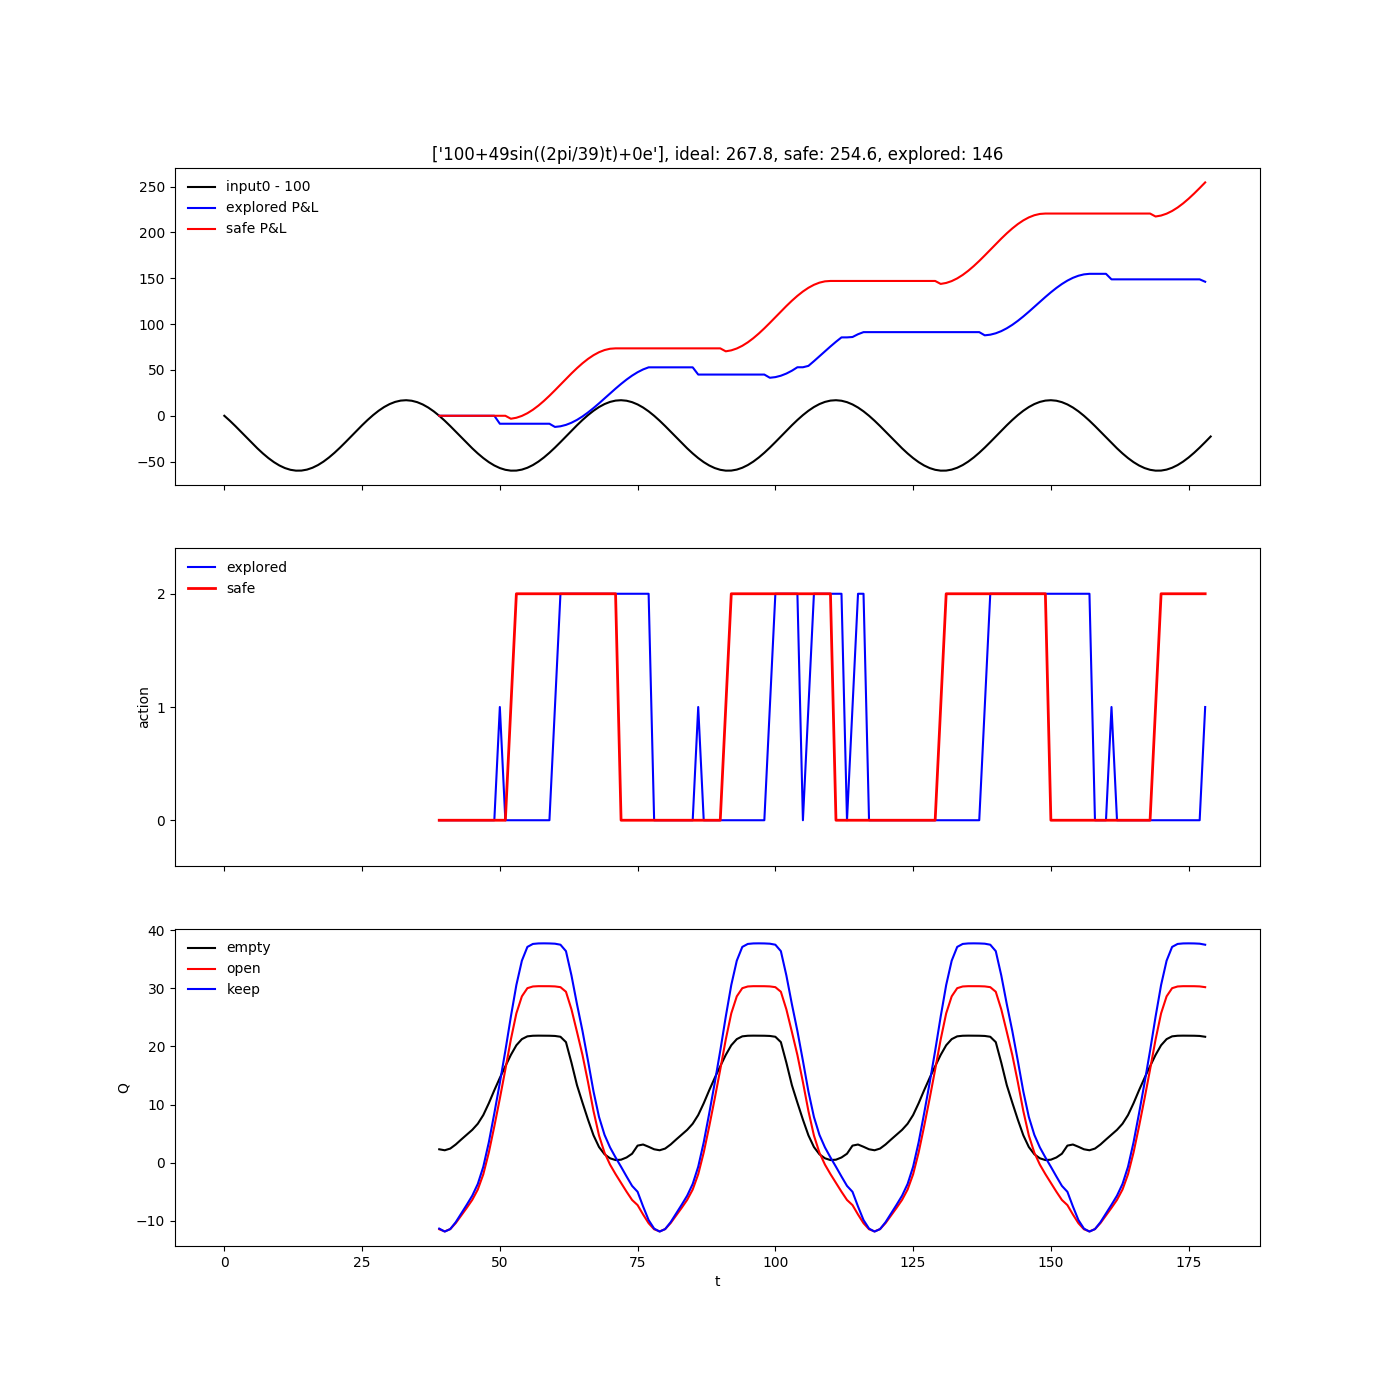 ['100+49sin((2pi/39)t)+0e'], ideal: 267.8, safe: 254.6, explored: 146
250
200
150
100
50
0
−50
input0 - 100
explored P&L
safe P&L
action
2
1
0
explored
safe
Q
40
30
20
10
0
−10
empty
open
keep
0 25 50 75 100 125 150 175
t